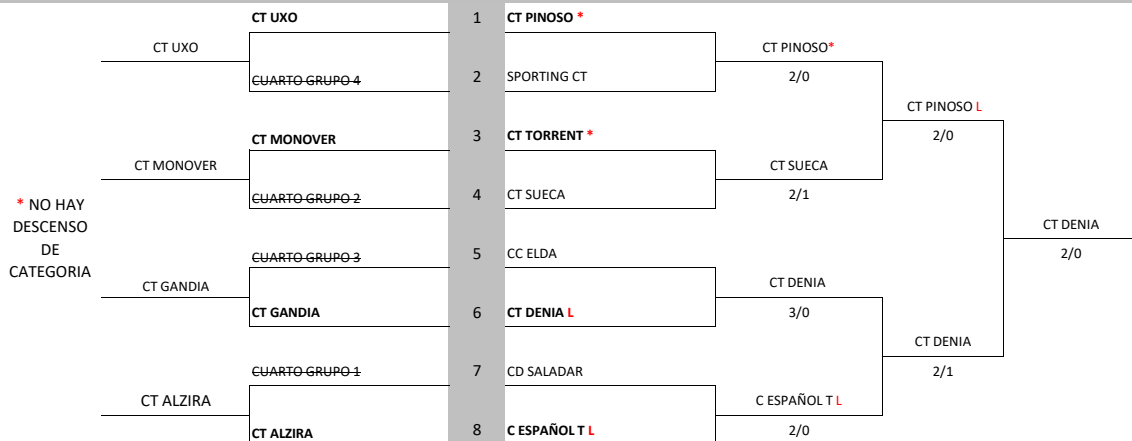 CT UXO 1 CT PINOSO *
CT UXO CT PINOSO*
CUARTO GRUPO 4 2 SPORTING CT 2/0
CT PINOSO L
CT MONOVER 3 CT TORRENT * 2/0
CT MONOVER CT SUECA
CUARTO GRUPO 2 4 CT SUECA 2/1
* NO HAY
DESCENSO
DE
CATEGORIA
CT DENIA
CUARTO GRUPO 3 5 CC ELDA 2/0
CT GANDIA CT DENIA
CT GANDIA 6 CT DENIA L 3/0
CT DENIA
CUARTO GRUPO 1 7 CD SALADAR 2/1
CT ALZIRA C ESPAÑOL T L
CT ALZIRA 8 C ESPAÑOL T L 2/0